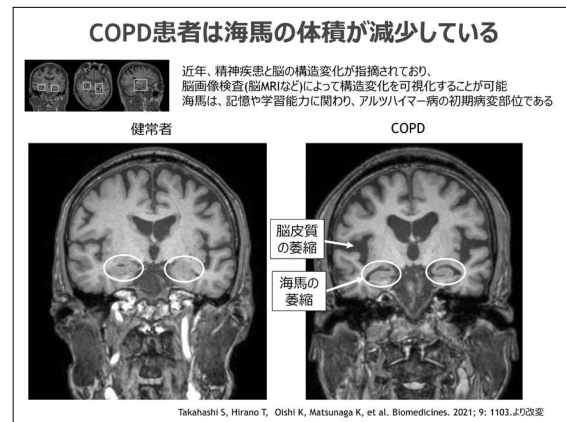 COPD患者は海馬の体積が減少している
近年、精神疾患と脳の構造変化が指摘されており、
脳画像検査(脳MRIなど)によって構造変化を可視化することが可能
海馬は、記憶や学習能力に関わり、アルツハイマー病の初期病変部位である
健常者
COPD
脳皮質
の萎縮
海馬の
萎縮
Takahashi S, Hirano T, Oishi K, Matsunaga K, et al. Biomedicines. 2021; 9: 1103.より改変